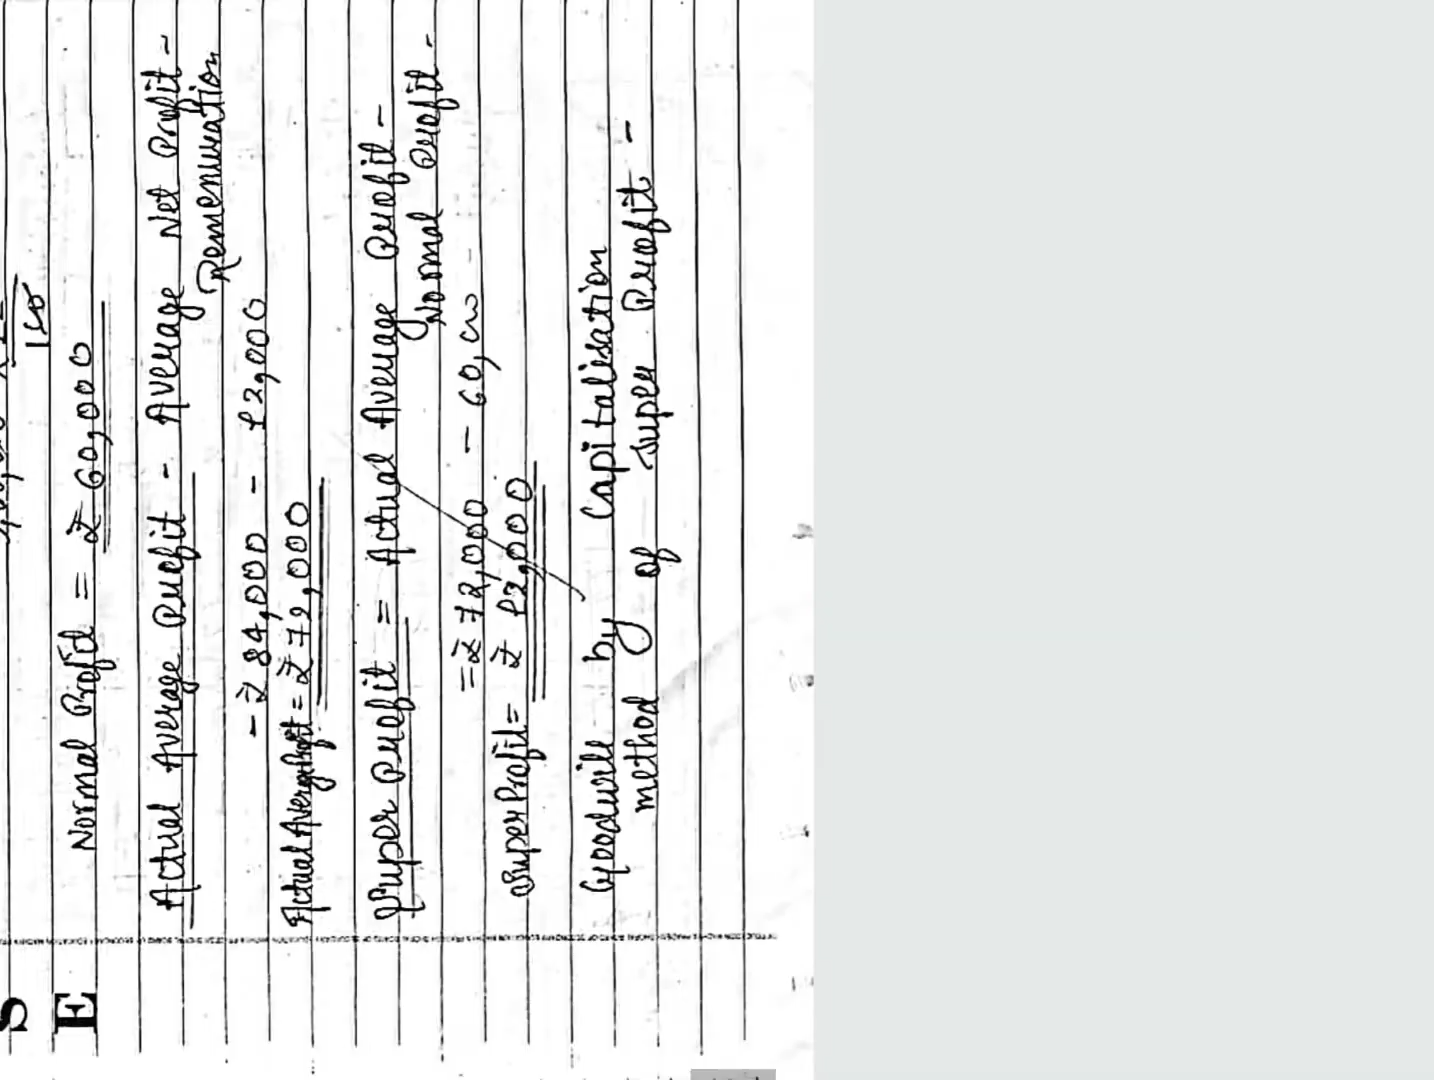 150
Normal Profit = ₹ 60,000
Actual Average Profit - Average Net Profit -
Remenuration
- ₹ 84,000 - 12,000
Actual Average Profit = ₹ 72,000
Super Profit = Actual Average Profit -
Normal Profit -
= ₹ 72,000 - 60,000 -
Super Profit = ₹ 12,000
Goodwill by Capitalisation
method of Super Profit -
S
E